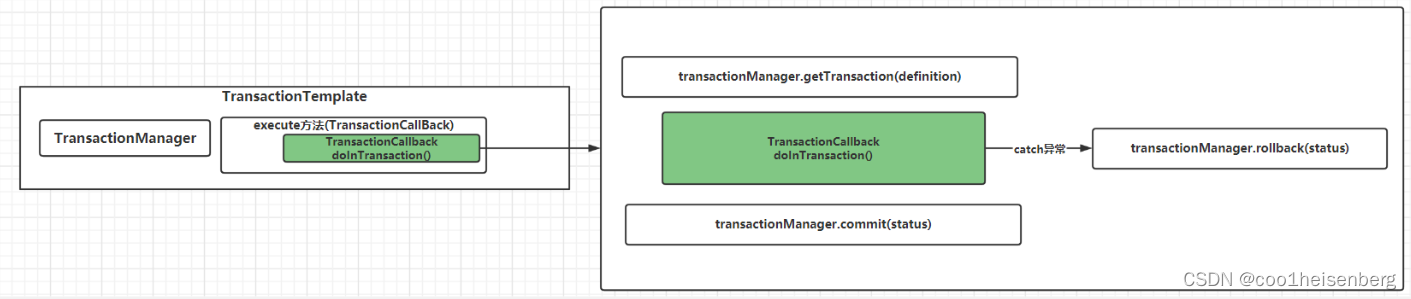 TransactionTemplate
TransactionManager
execute方法(TransactionCallBack)
TransactionCallback
doInTransaction()
transactionManager.getTransaction(definition)
TransactionCallback
doInTransaction()
catch异常
transactionManager.rollback(status)
transactionManager.commit(status)
CSDN @coo1heisenberg